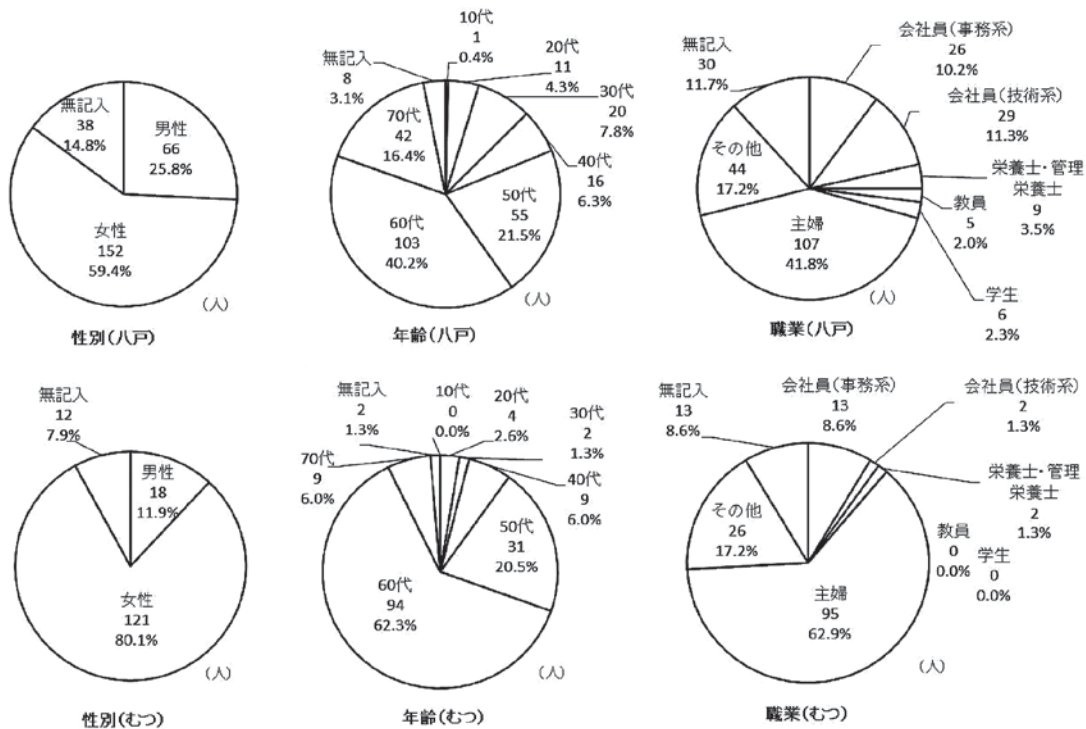 無記入
38
14.8%
男性
66
25.8%
女性
152
59.4%
(人)
性別(八戸)
10代
1
0.4%
20代
11
4.3%
30代
20
7.8%
40代
16
6.3%
50代
55
21.5%
60代
103
40.2%
70代
42
16.4%
無記入
8
3.1%
(人)
年齢(八戸)
会社員(事務系)
26
10.2%
会社員(技術系)
29
11.3%
栄養士・管理
栄養士
9
3.5%
教員
5
2.0%
学生
6
2.3%
主婦
107
41.8%
その他
44
17.2%
無記入
30
11.7%
(人)
職業(八戸)
無記入
12
7.9%
男性
18
11.9%
女性
121
80.1%
(人)
性別(むつ)
10代
0
0.0%
20代
4
2.6%
30代
2
1.3%
40代
9
6.0%
50代
31
20.5%
60代
94
62.3%
70代
9
6.0%
無記入
2
1.3%
(人)
年齢(むつ)
会社員(事務系)
13
8.6%
会社員(技術系)
2
1.3%
栄養士・管理
栄養士
2
1.3%
教員
0
0.0%
学生
0
0.0%
主婦
95
62.9%
その他
26
17.2%
無記入
13
8.6%
(人)
職業(むつ)